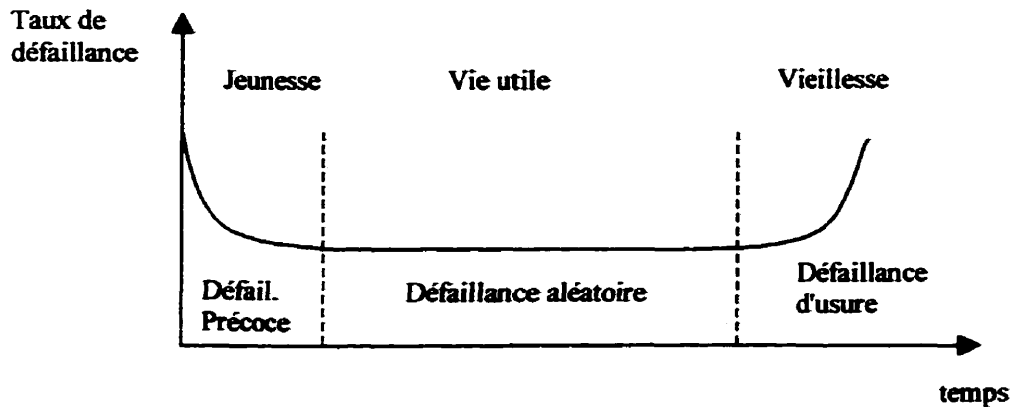 Taux de
défaillance
Jeunesse
Vie utile
Vieillesse
Défail.
Précoce
Défaillance aléatoire
Défaillance
d'usure
temps